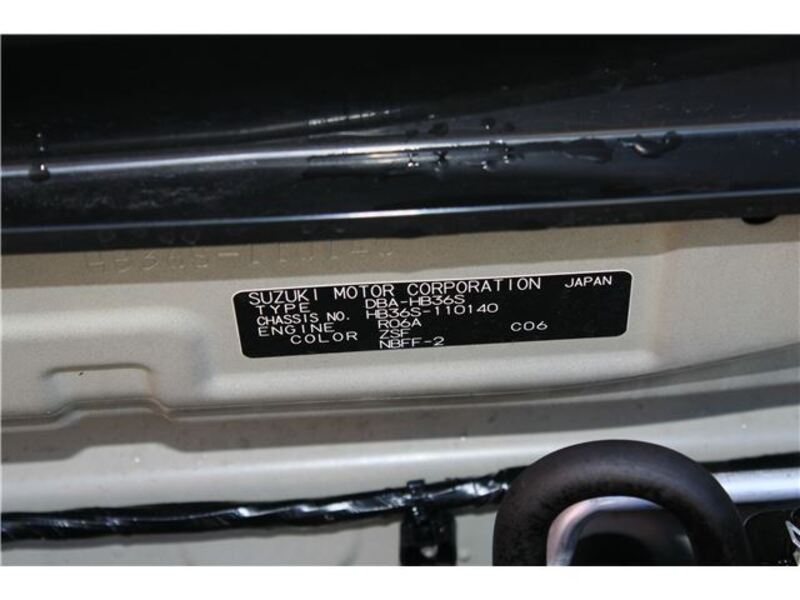 SUZUKI MOTOR CORPORATION JAPAN
TYPE DBA-HB36S
CHASSIS NO. HB36S-110140
ENGINE R06A C06
COLOR ZSF
NBFF-2